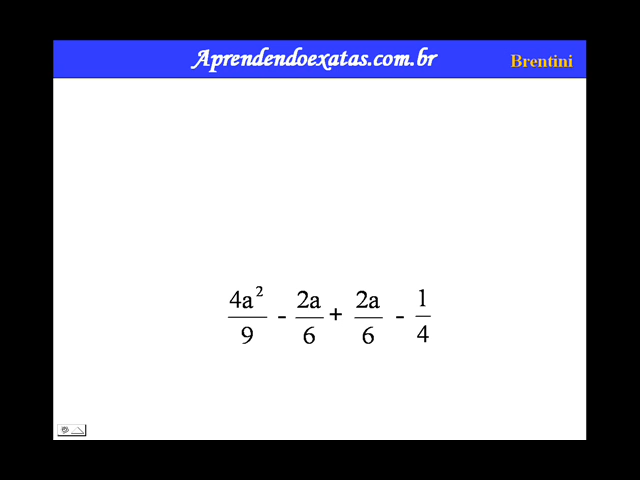 Aprendendoexatas.com.br
Brentini
4a² 2a 2a 1
- + -
9 6 6 4